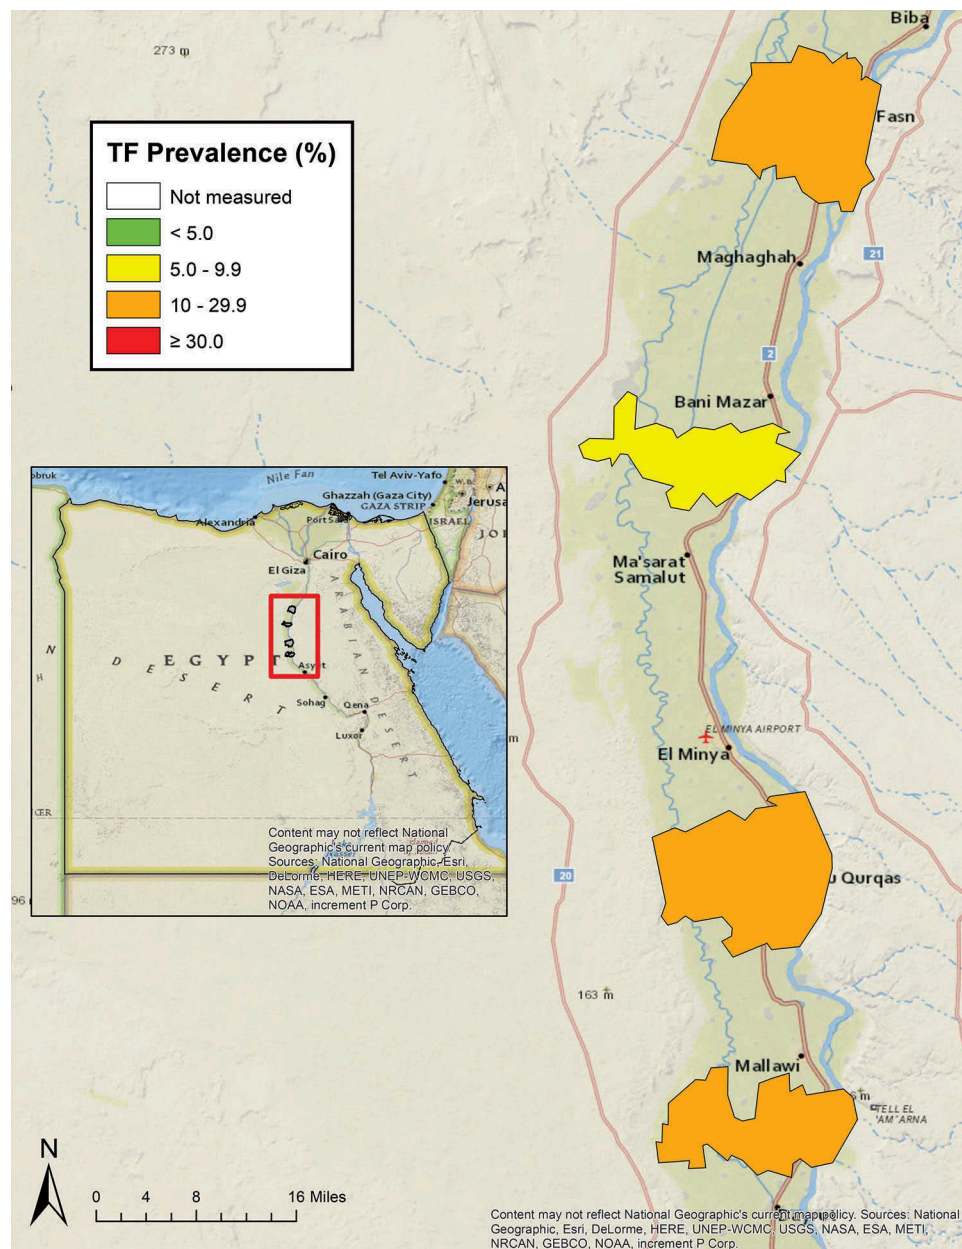 Biba
273 m
Fasn
TF Prevalence (%)
Not measured
< 5.0
5.0 - 9.9
10 - 29.9
≥ 30.0
Maghaghah
21
2
Bani Mazar
Ma'sarat
Samalut
EL MINYA AIRPORT
El Minya
20
u Qurqas
163 m
Mallawi
m
TELL EL
'AM'ARNA
obruk
Nile Fan
Tel Aviv-Yafo
W.B.
Ghazzah (Gaza City)
GAZA STRIP
Jerusa
Alexandria
Port Said
ISRAEL
JO
Cairo
El Giza
ARABIAN DESERT
EGYPT
DESERT
N
H
Asyut
Sohag
Qena
Luxor
m
CER
96 m
Content may not reflect National
Geographic's current map policy.
Sources: National Geographic, Esri,
DeLorme, HERE, UNEP-WCMC, USGS,
NASA, ESA, METI, NRCAN, GEBCO,
NOAA, increment P Corp.
N
0 4 8 16 Miles
Content may not reflect National Geographic's current map policy. Sources: National
Geographic, Esri, DeLorme, HERE, UNEP-WCMC, USGS, NASA, ESA, METI,
NRCAN, GEBCO, NOAA, increment P Corp.